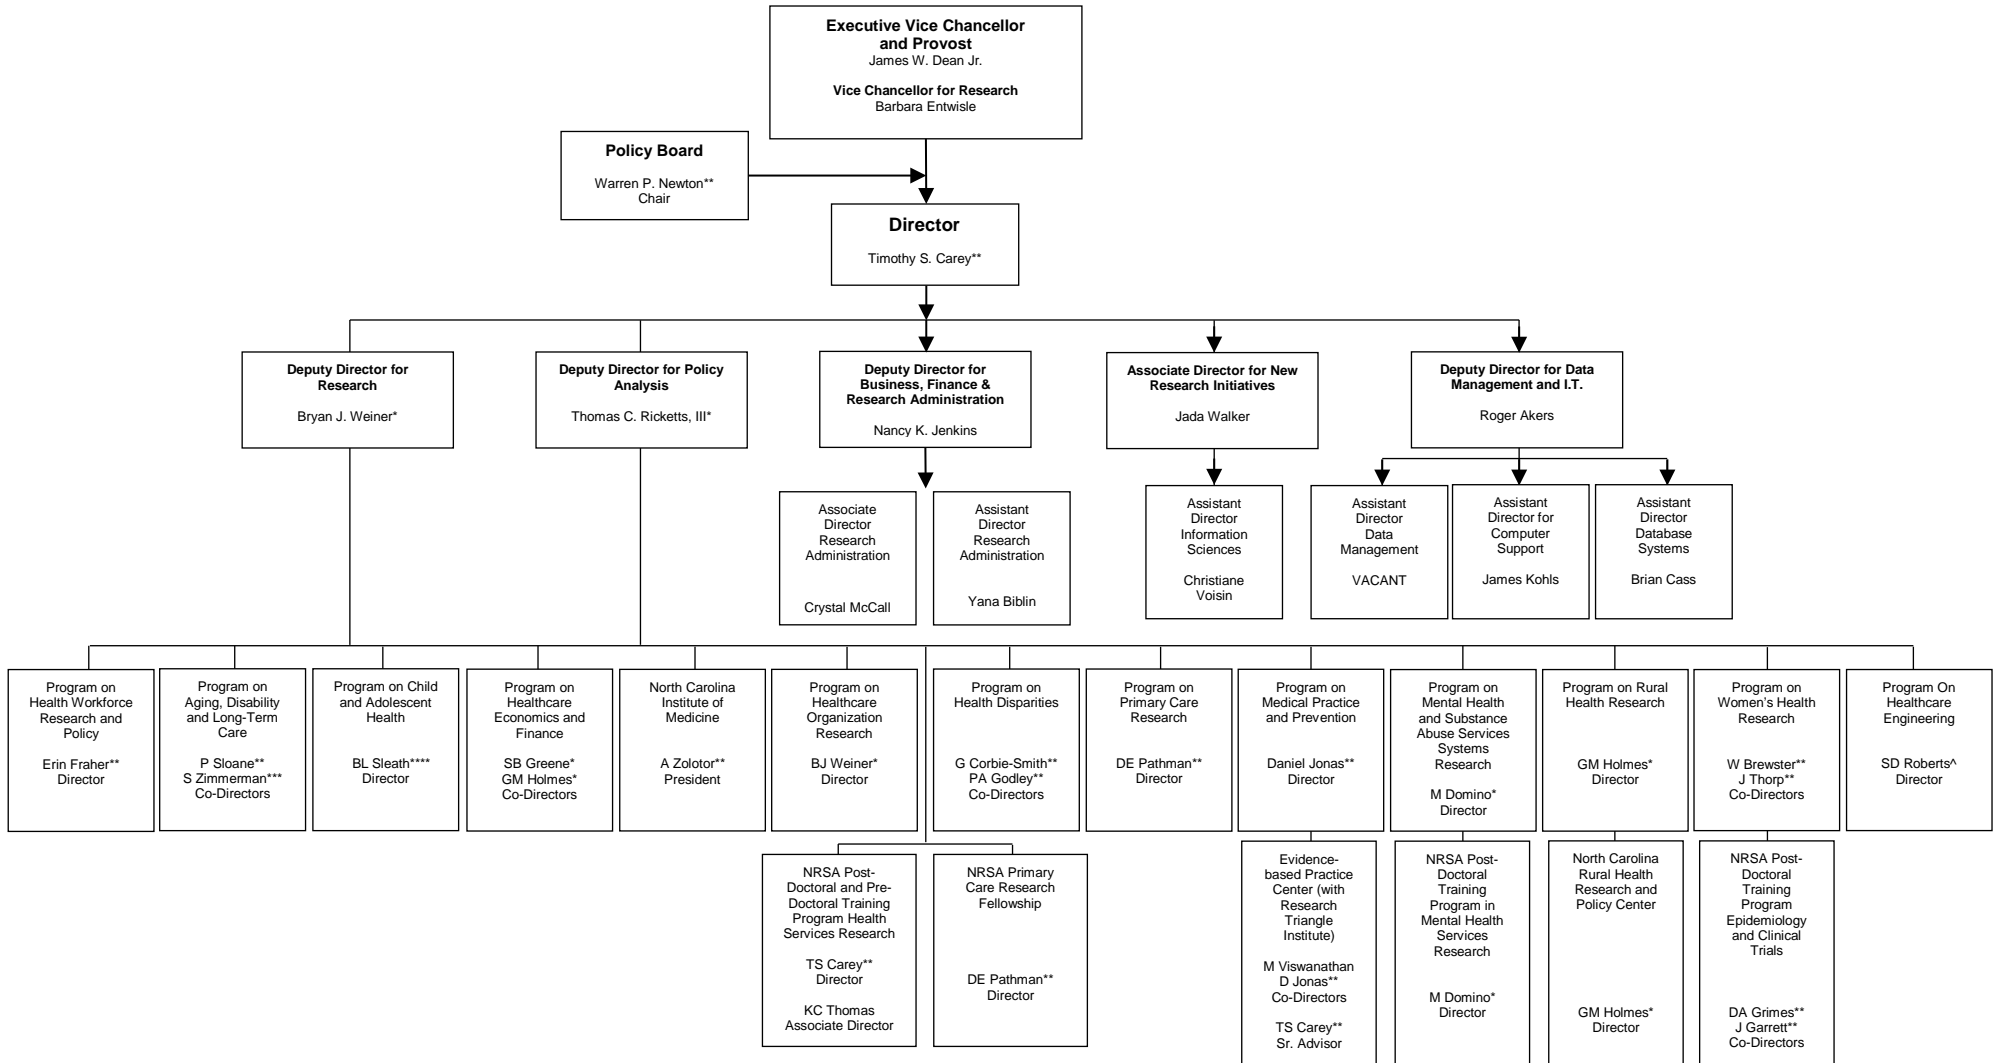 Executive Vice Chancellor
and Provost
James W. Dean Jr.
Vice Chancellor for Research
Barbara Entwisle
Policy Board
Warren P. Newton**
Chair
Director
Timothy S. Carey**
Deputy Director for
Research
Bryan J. Weiner*
Deputy Director for Policy
Analysis
Thomas C. Ricketts, III*
Deputy Director for
Business, Finance &
Research Administration
Nancy K. Jenkins
Associate Director for New
Research Initiatives
Jada Walker
Deputy Director for Data
Management and I.T.
Roger Akers
Associate
Director
Research
Administration
Crystal McCall
Assistant
Director
Research
Administration
Yana Biblin
Assistant
Director
Information
Sciences
Christiane
Voisin
Assistant
Director
Data
Management
VACANT
Assistant
Director for
Computer
Support
James Kohls
Assistant
Director
Database
Systems
Brian Cass
Program on
Health Workforce
Research and
Policy
Erin Fraher**
Director
Program on
Aging, Disability
and Long-Term
Care
P Sloane**
S Zimmerman***
Co-Directors
Program on Child
and Adolescent
Health
BL Sleath****
Director
Program on
Healthcare
Economics and
Finance
SB Greene*
GM Holmes*
Co-Directors
North Carolina
Institute of
Medicine
A Zolotor**
President
Program on
Healthcare
Organization
Research
BJ Weiner*
Director
Program on
Health Disparities
G Corbie-Smith**
PA Godley**
Co-Directors
Program on
Primary Care
Research
DE Pathman**
Director
Program on
Medical Practice
and Prevention
Daniel Jonas**
Director
Program on
Mental Health
and Substance
Abuse Services
Systems
Research
M Domino*
Director
Program on Rural
Health Research
GM Holmes*
Director
Program on
Women's Health
Research
W Brewster**
J Thorp**
Co-Directors
Program On
Healthcare
Engineering
SD Roberts^
Director
NRSA Post-
Doctoral and Pre-
Doctoral Training
Program Health
Services Research
TS Carey**
Director
KC Thomas
Associate Director
NRSA Primary
Care Research
Fellowship
DE Pathman**
Director
Evidence-
based Practice
Center (with
Research
Triangle
Institute)
M Viswanathan
D Jonas**
Co-Directors
TS Carey**
Sr. Advisor
NRSA Post-
Doctoral
Training
Program in
Mental Health
Services
Research
M Domino*
Director
North Carolina
Rural Health
Research and
Policy Center
GM Holmes*
Director
NRSA Post-
Doctoral
Training
Program
Epidemiology
and Clinical
Trials
DA Grimes**
J Garrett**
Co-Directors